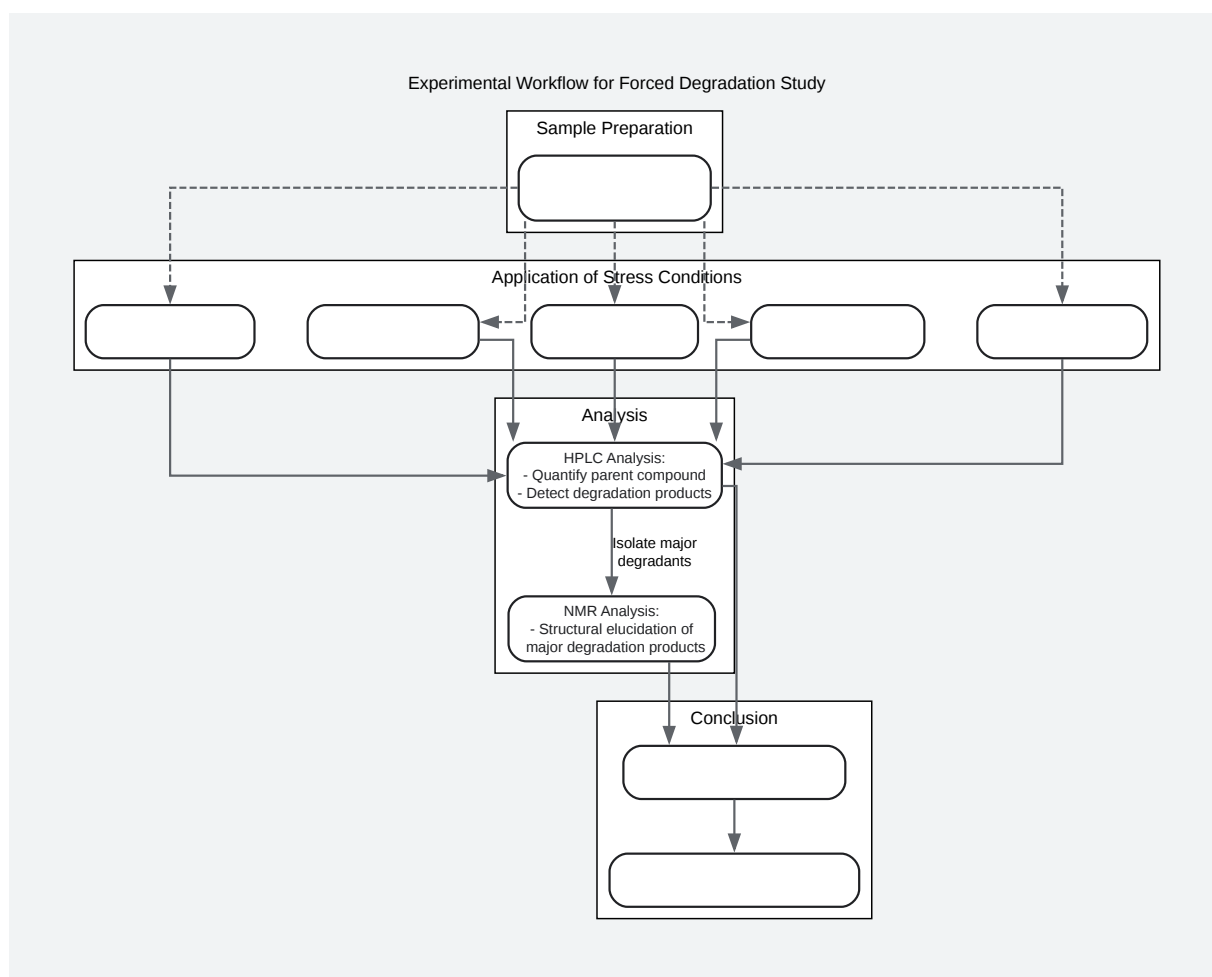 Experimental Workflow for Forced Degradation Study
Sample Preparation
Application of Stress Conditions
Analysis
HPLC Analysis:
- Quantify parent compound
- Detect degradation products
Isolate major
degradants
NMR Analysis:
- Structural elucidation of
major degradation products
Conclusion